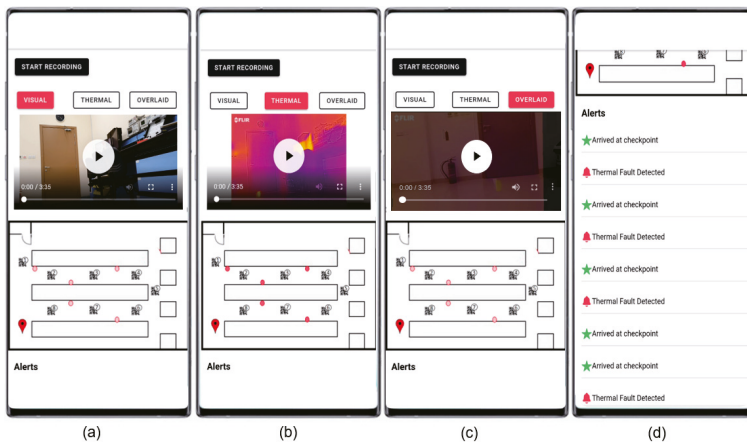 START RECORDING
VISUAL
THERMAL
OVERLAID
0:00 / 3:35
Alerts
(a)
START RECORDING
VISUAL
THERMAL
OVERLAID
FLIR
0:00 / 3:35
Alerts
(b)
START RECORDING
VISUAL
THERMAL
OVERLAID
FLIR
0:00 / 3:35
Alerts
(c)
Alerts
Arrived at checkpoint
Thermal Fault Detected
Arrived at checkpoint
Thermal Fault Detected
Arrived at checkpoint
Thermal Fault Detected
Arrived at checkpoint
Arrived at checkpoint
Thermal Fault Detected
(d)